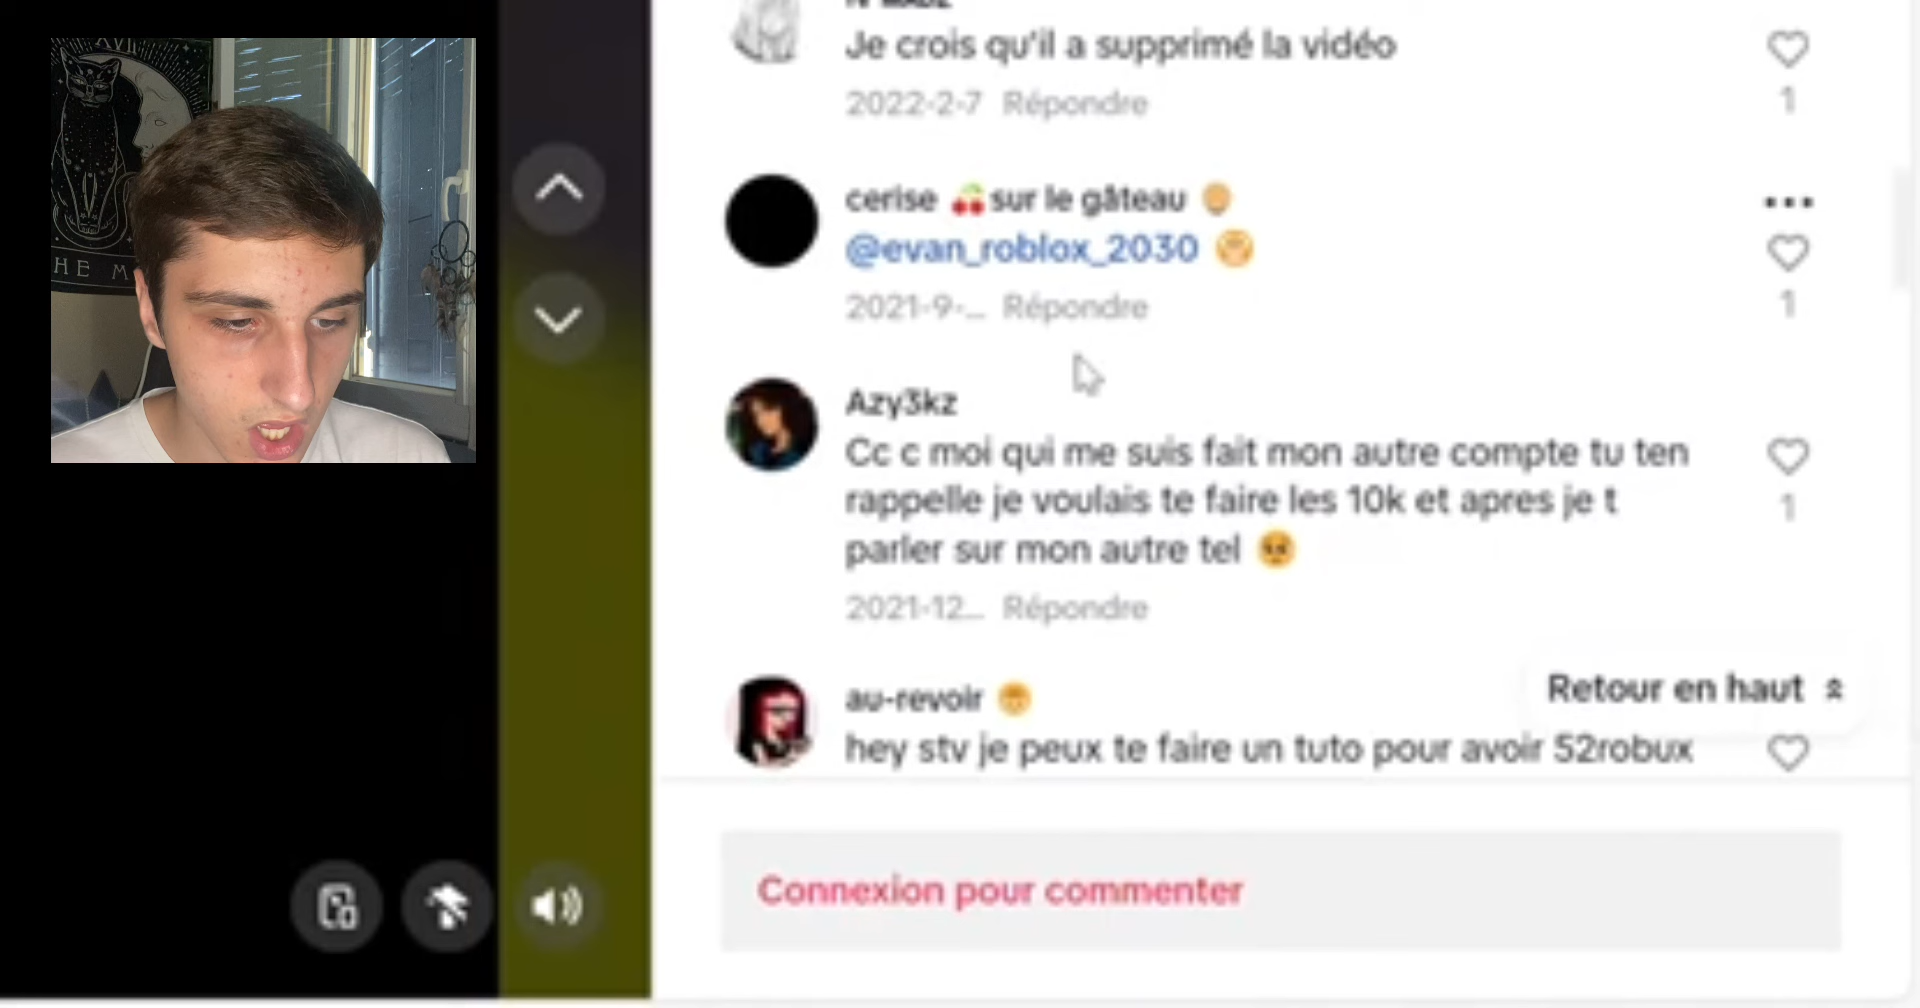 XVII
HE M
Je crois qu'il a supprimé la vidéo
2022-2-7 Répondre
1
cerise 🍒 sur le gâteau
@evan_roblox_2030
2021-9-... Répondre
1
Azy3kz
Cc c moi qui me suis fait mon autre compte tu ten
rappelle je voulais te faire les 10k et apres je t
parler sur mon autre tel 🥺
1
2021-12... Répondre
au-revoir
Retour en haut
hey stv je peux te faire un tuto pour avoir 52robux
Connexion pour commenter